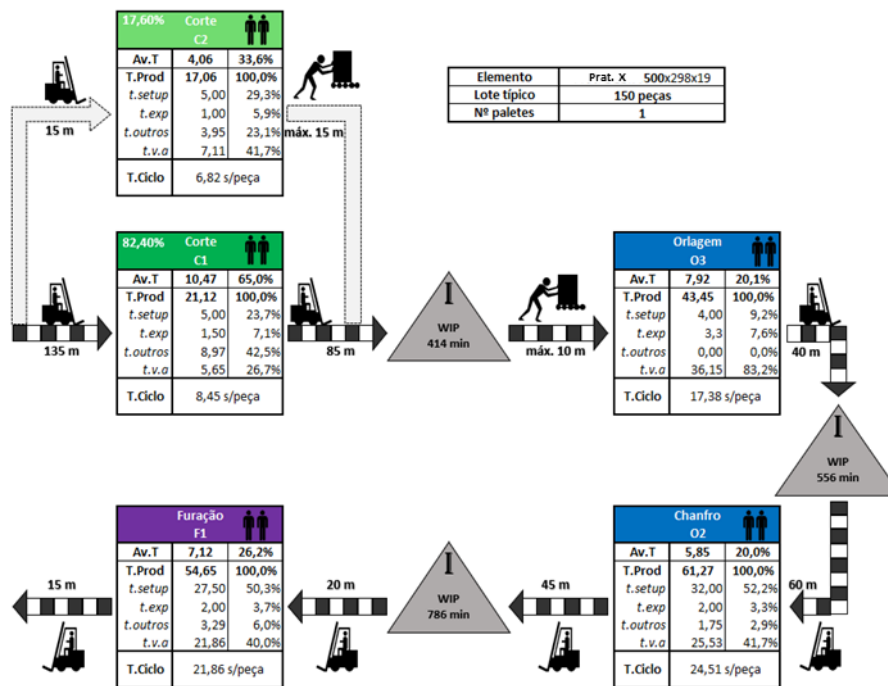 17,60% Corte
C2
Av.T 4,06 33,6%
T.Prod 17,06 100,0%
t.setup 5,00 29,3%
t.exp 1,00 5,9%
t.outros 3,95 23,1%
t.v.a 7,11 41,7%
T.Ciclo 6,82 s/peça
15 m
máx. 15 m
Elemento Prat. X 500x298x19
Lote típico 150 peças
Nº paletes 1
82,40% Corte
C1
Av.T 10,47 65,0%
T.Prod 21,12 100,0%
t.setup 5,00 23,7%
t.exp 1,50 7,1%
t.outros 8,97 42,5%
t.v.a 5,65 26,7%
T.Ciclo 8,45 s/peça
135 m
85 m
I
WIP
414 min
máx. 10 m
Orlagem
O3
Av.T 7,92 20,1%
T.Prod 43,45 100,0%
t.setup 4,00 9,2%
t.exp 3,3 7,6%
t.outros 0,00 0,0%
t.v.a 36,15 83,2%
T.Ciclo 17,38 s/peça
40 m
I
WIP
556 min
Furação
F1
Av.T 7,12 26,2%
T.Prod 54,65 100,0%
t.setup 27,50 50,3%
t.exp 2,00 3,7%
t.outros 3,29 6,0%
t.v.a 21,86 40,0%
T.Ciclo 21,86 s/peça
15 m
20 m
I
WIP
786 min
45 m
Chanfro
O2
Av.T 5,85 20,0%
T.Prod 61,27 100,0%
t.setup 32,00 52,2%
t.exp 2,00 3,3%
t.outros 1,75 2,9%
t.v.a 25,53 41,7%
T.Ciclo 24,51 s/peça
60 m